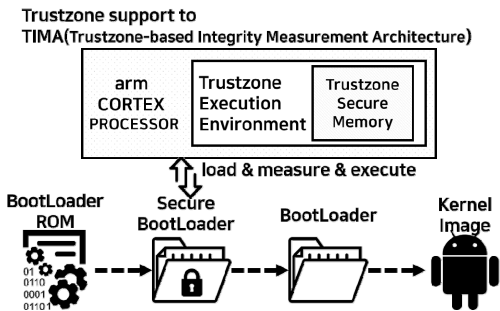 Trustzone support to
TIMA(Trustzone-based Integrity Measurement Architecture)
arm
CORTEX
PROCESSOR
Trustzone
Execution
Environment
Trustzone
Secure
Memory
load & measure & execute
BootLoader
ROM
Secure
BootLoader
BootLoader
Kernel
Image
01
0110
0001
01101